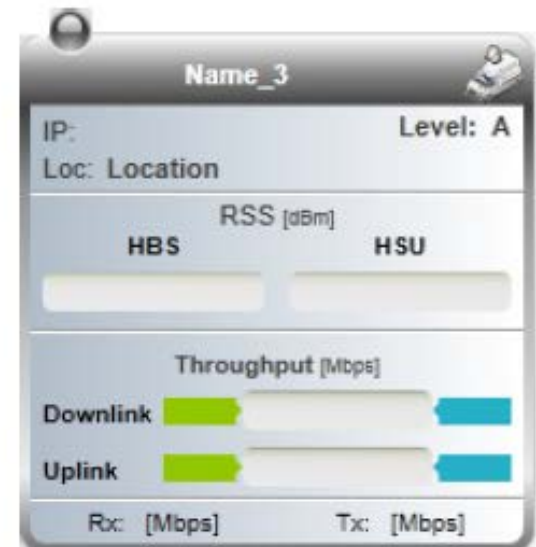 Name_3
IP: Level: A
Loc: Location
RSS [dBm]
HBS HSU
Throughput [Mbps]
Downlink
Uplink
Rx: [Mbps] Tx: [Mbps]